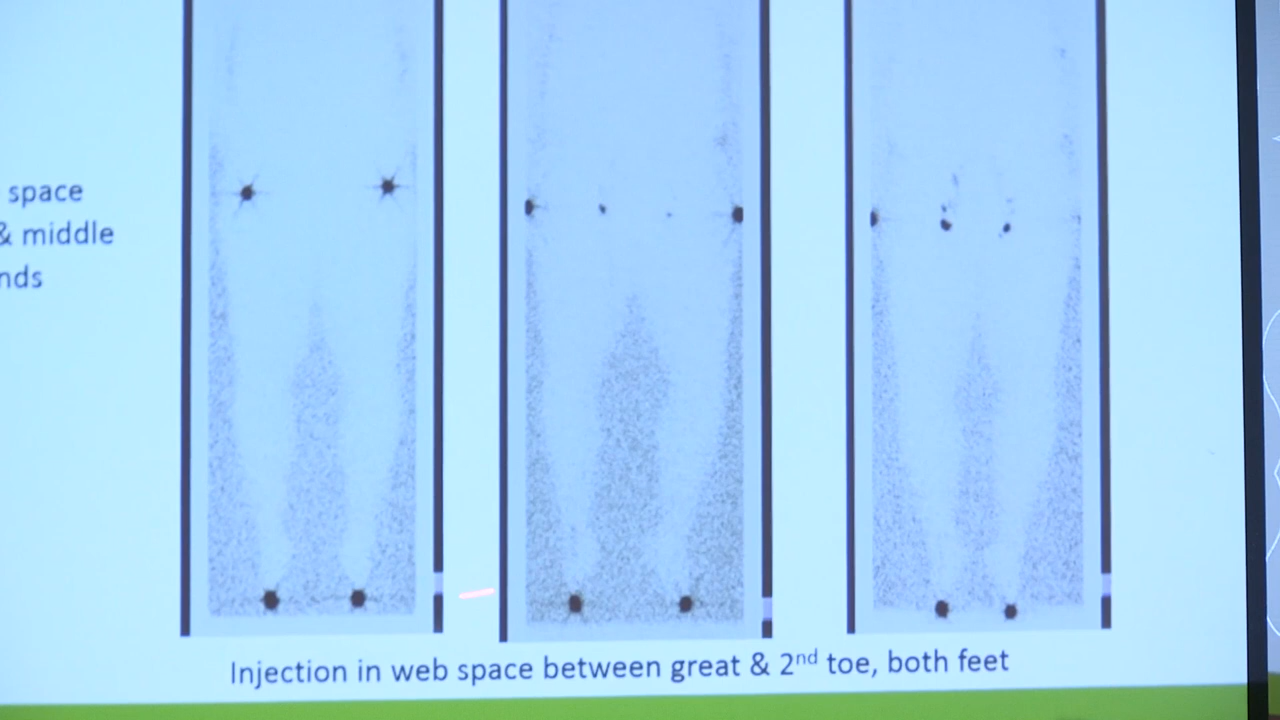 space
& middle
nds
Injection in web space between great & 2nd toe, both feet